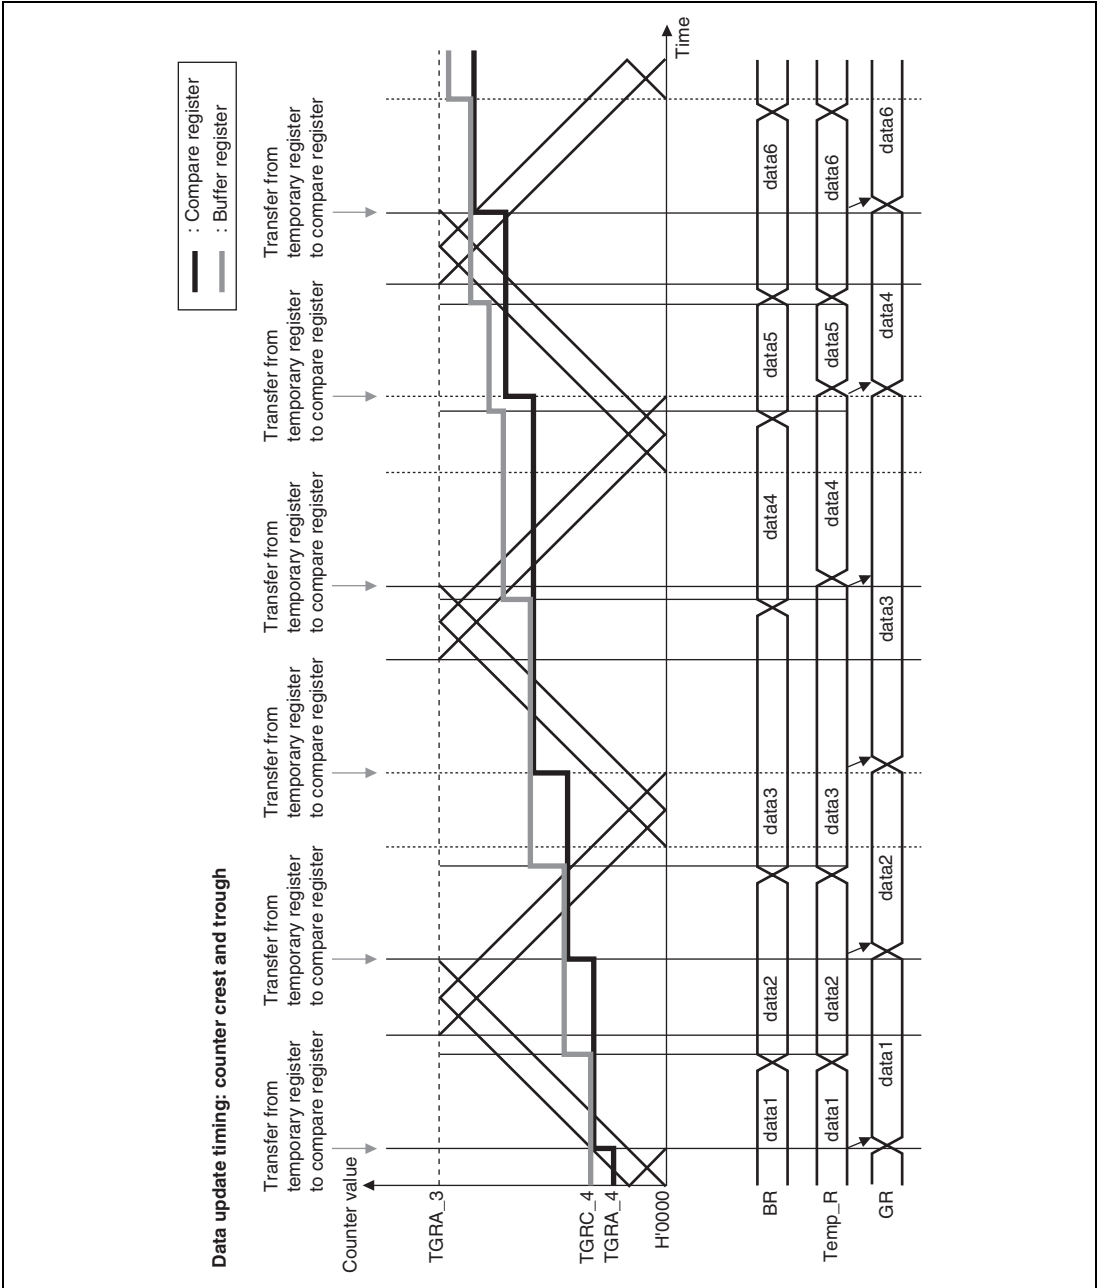 Data update timing: counter crest and trough
: Compare register
: Buffer register
Transfer from
temporary register
to compare register
Transfer from
temporary register
to compare register
Transfer from
temporary register
to compare register
Transfer from
temporary register
to compare register
Transfer from
temporary register
to compare register
Transfer from
temporary register
to compare register
Counter value
TGRA_3
TGRC_4
TGRA_4
H'0000
Time
BR
data1
data2
data3
data4
data5
data6
Temp_R
data1
data2
data3
data4
data5
data6
GR
data1
data2
data3
data4
data6